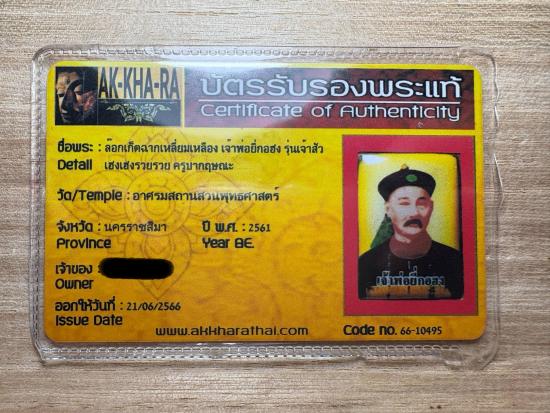 AK-KHA-RA
บัตรรับรองพระแท้
Certificate of Authenticity
ชื่อพระ : ล๊อกเก็ตฉากเหลี่ยมเหลือง เจ้าพ่อยี่กอฮง รุ่นเจ้าสัว
Detail เฮงเฮงรวยรวย ครูบากฤษณะ
วัด/Temple : อาศรมสถานสวนพุทธศาสตร์
จังหวัด : นครราชสีมา ปี พ.ศ. : 2561
Province Year BE.
เจ้าของ :
Owner
ออกให้วันที่ : 21/06/2566
Issue Date
www.akkharathai.com
Code no. 66-10495
เจ้าพ่อยี่กอฮง